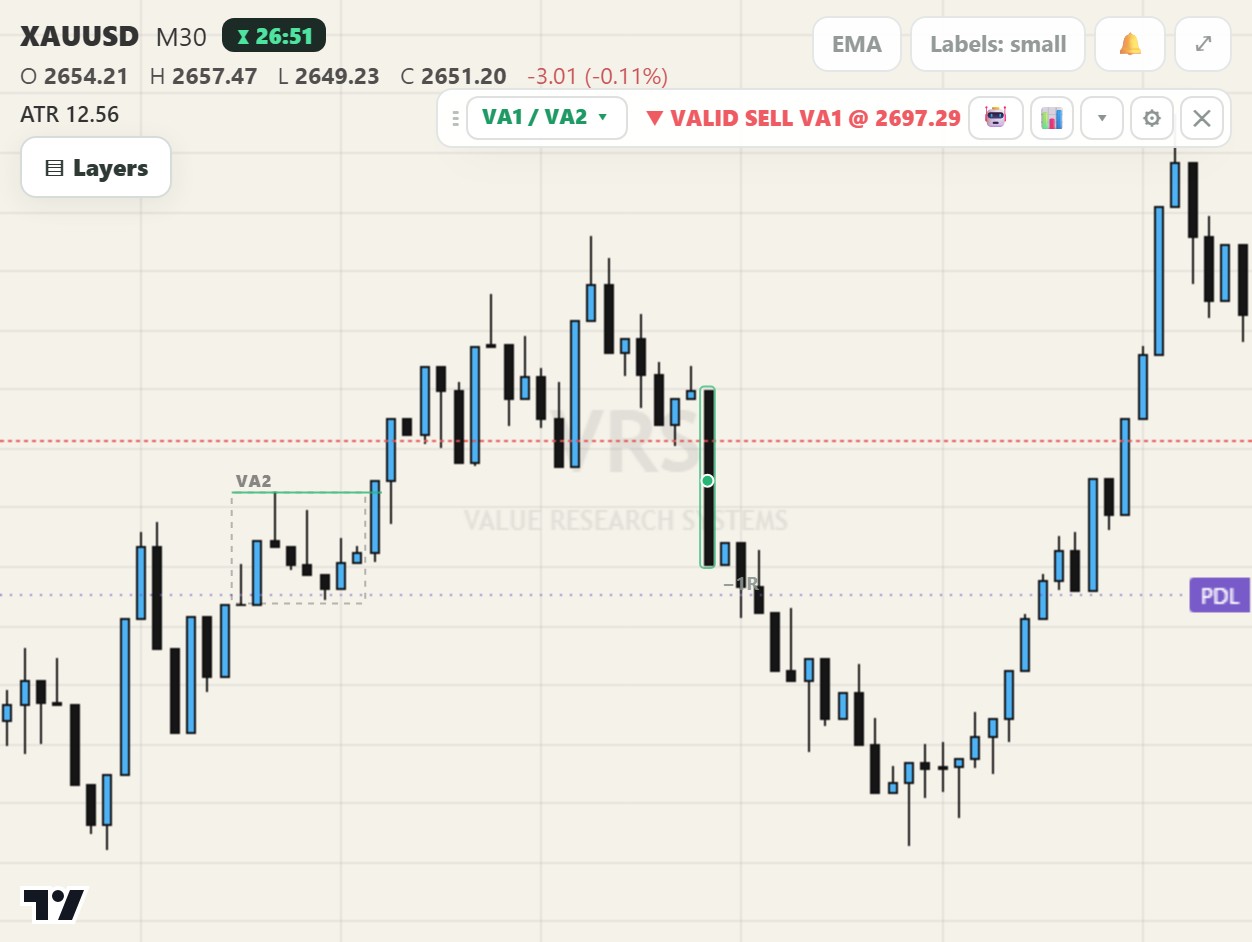 XAUUSD M30 26:51
EMA
Labels: small
O 2654.21 H 2657.47 L 2649.23 C 2651.20 -3.01 (-0.11%)
ATR 12.56
VA1 / VA2 ▼ ▼ VALID SELL VA1 @ 2697.29
Layers
VRS
VA2
VALUE RESEARCH SYSTEMS
−1R
PDL